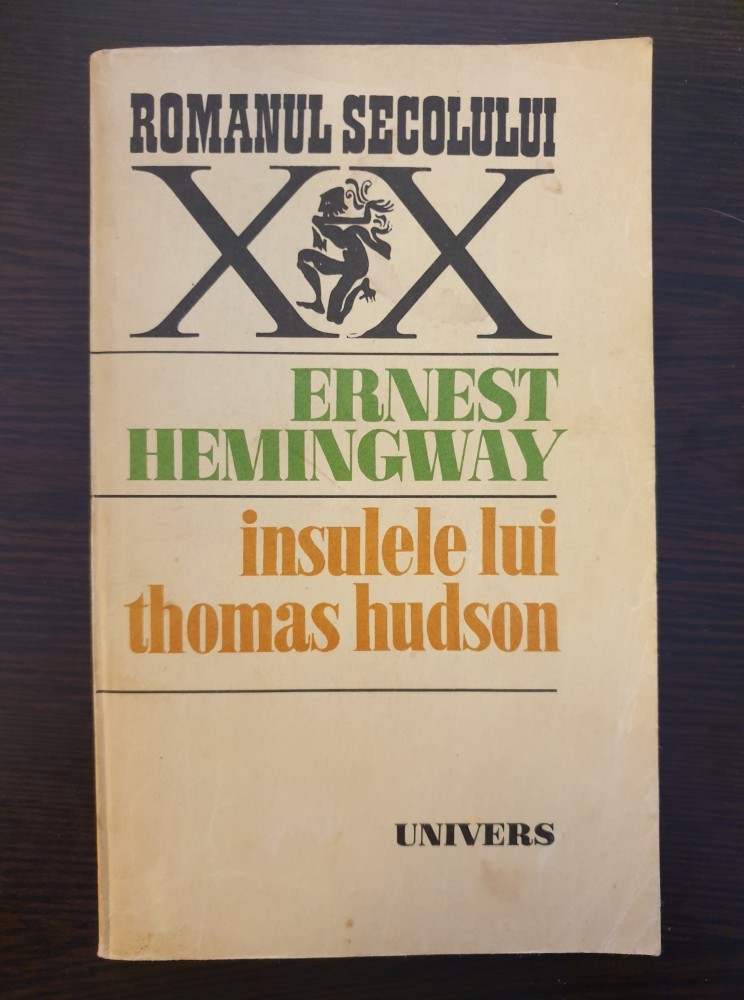 ROMANUL SECOLULUI
XX
ERNEST
HEMINGWAY
insulele lui
thomas hudson
UNIVERS